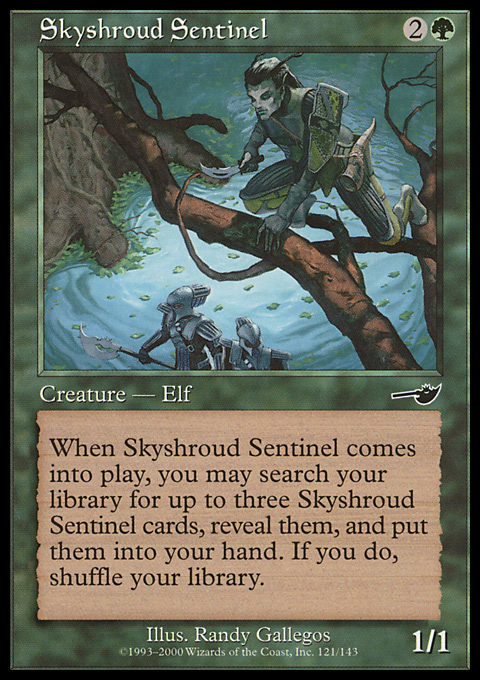 Skyshroud Sentinel 2
Creature — Elf
When Skyshroud Sentinel comes
into play, you may search your
library for up to three Skyshroud
Sentinel cards, reveal them, and put
them into your hand. If you do,
shuffle your library.
Illus. Randy Gallegos
©1993–2000 Wizards of the Coast, Inc. 121/143
1/1